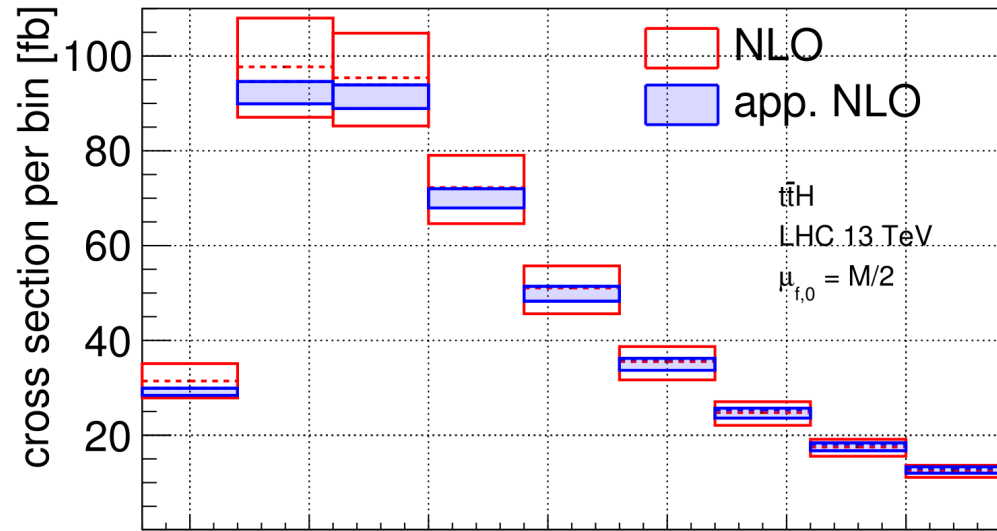 cross section per bin [fb]
100
80
60
40
20
NLO
app. NLO
tt̄H
LHC 13 TeV
μf,0 = M/2